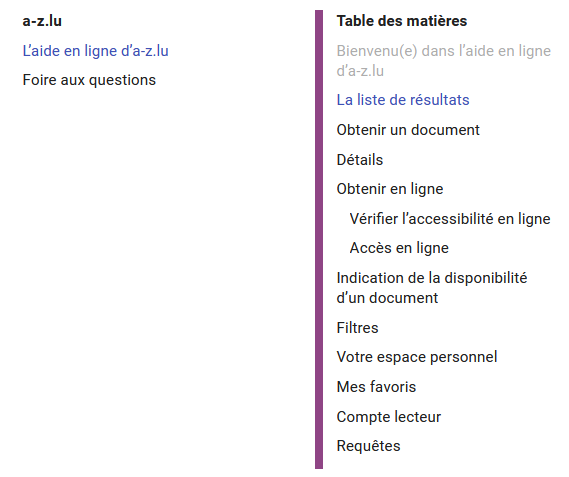 a-z.lu
L’aide en ligne d’a-z.lu
Foire aux questions
Table des matières
Bienvenu(e) dans l’aide en ligne
d’a-z.lu
La liste de résultats
Obtenir un document
Détails
Obtenir en ligne
Vérifier l’accessibilité en ligne
Accès en ligne
Indication de la disponibilité
d’un document
Filtres
Votre espace personnel
Mes favoris
Compte lecteur
Requêtes